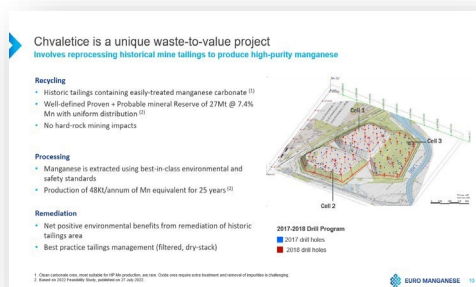 Chvaletice is a unique waste-to-value project
Involves reprocessing historical mine tailings to produce high-purity manganese
Recycling
• Historic tailings containing easily-treated manganese carbonate (1)
• Well-defined Proven + Probable mineral Reserve of 27Mt @ 7.4%
Mn with uniform distribution (2)
• No hard-rock mining impacts
Processing
• Manganese is extracted using best-in-class environmental and
safety standards
• Production of 48Kt/annum of Mn equivalent for 25 years (2)
Remediation
• Net positive environmental benefits from remediation of historic
tailings area
• Best practice tailings management (filtered, dry-stack)
Cell 1
Cell 3
Cell 2
2017-2018 Drill Program
2017 drill holes
2018 drill holes
1. Clean carbonate ores, most suitable for HP Mn production, are rare. Oxide ores require extra treatment and removal of impurities is challenging
2. Based on 2022 Feasibility Study, published on 27 July 2022.
EURO MANGANESE
10